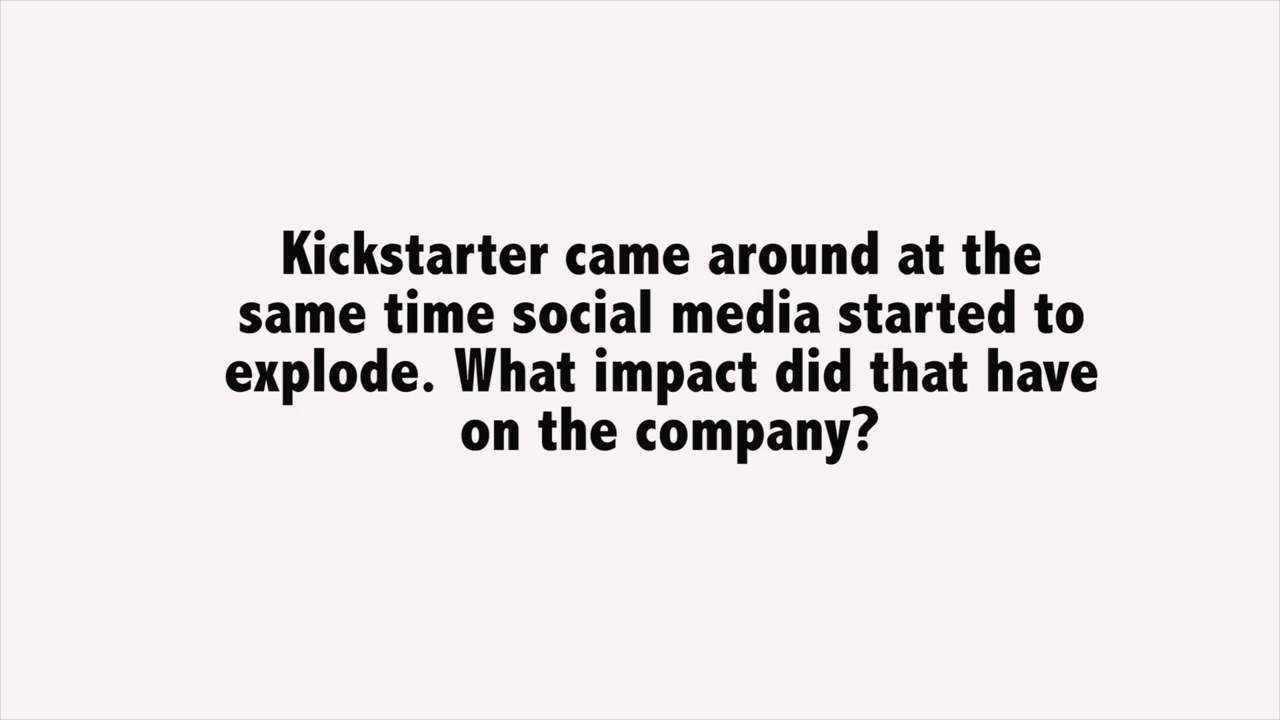 Kickstarter came around at the
same time social media started to
explode. What impact did that have
on the company?